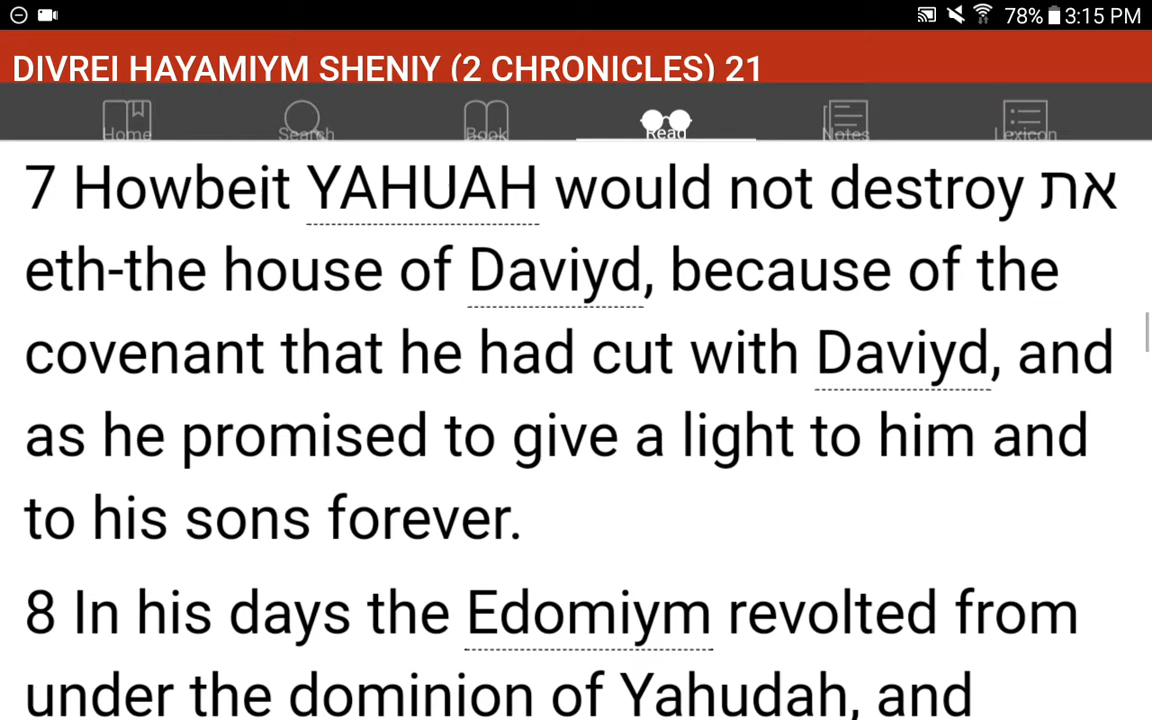 78% 3:15 PM
DIVREI HAYAMIYM SHENIY (2 CHRONICLES) 21
Home Search Book Read Notes Lexicon
7 Howbeit YAHUAH would not destroy את
eth-the house of Daviyd, because of the
covenant that he had cut with Daviyd, and
as he promised to give a light to him and
to his sons forever.
8 In his days the Edomiym revolted from
under the dominion of Yahudah, and